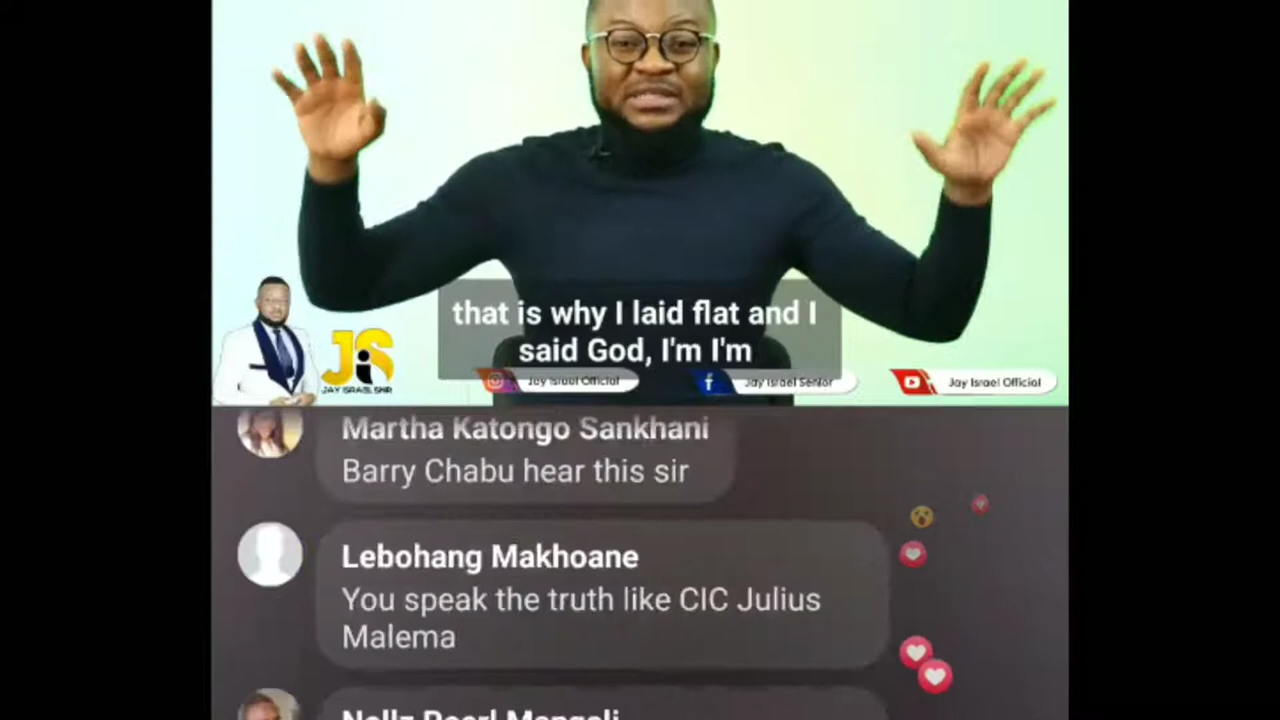 that is why I laid flat and I
said God, I'm I'm
JS
JAY ISRAEL SNR
Jay Israel Official
f
Jay Israel Senior
Jay Israel Official
Martha Katongo Sankhani
Barry Chabu hear this sir
Lebohang Makhoane
You speak the truth like CIC Julius
Malema